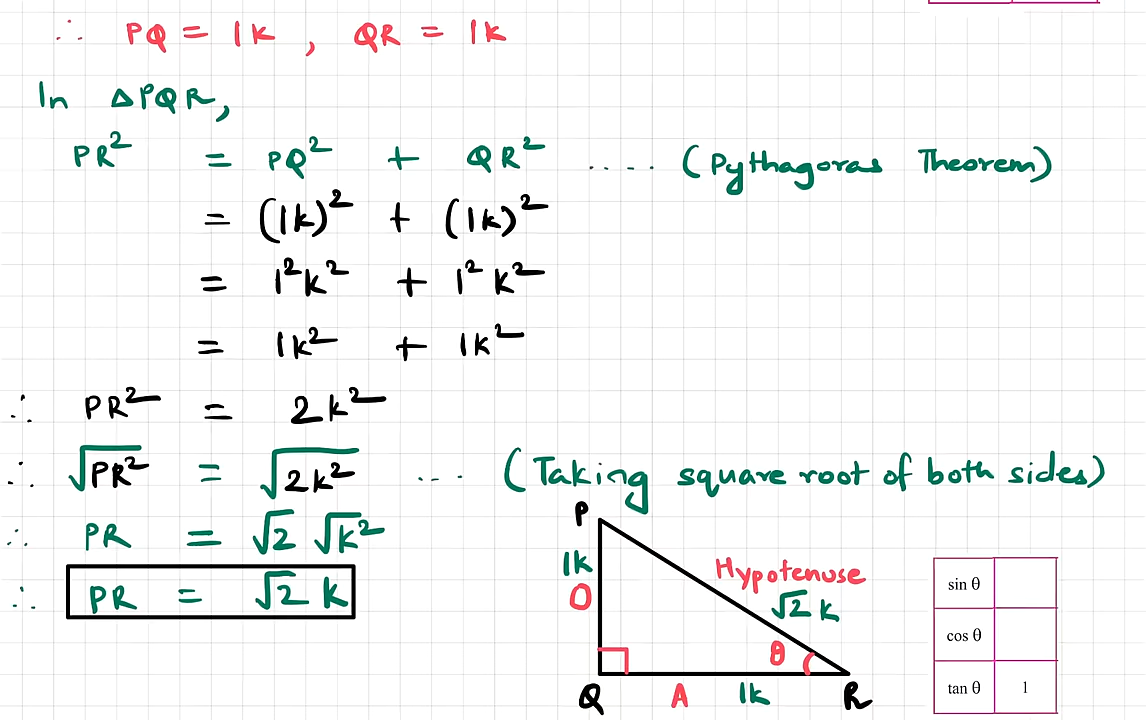 ∴ PQ = 1k , QR = 1k
In △PQR,
PR² = PQ² + QR² .... (Pythagoras Theorem)
= (1k)² + (1k)²
= 1²k² + 1²k²
= 1k² + 1k²
∴ PR² = 2k²
∴ √PR² = √2k² ... (Taking square root of both sides)
∴ PR = √2 √k²
∴ PR = √2 k
P
1k
O
Hypotenuse
√2 k
θ
Q
A
1k
R
sin θ
cos θ
tan θ 1